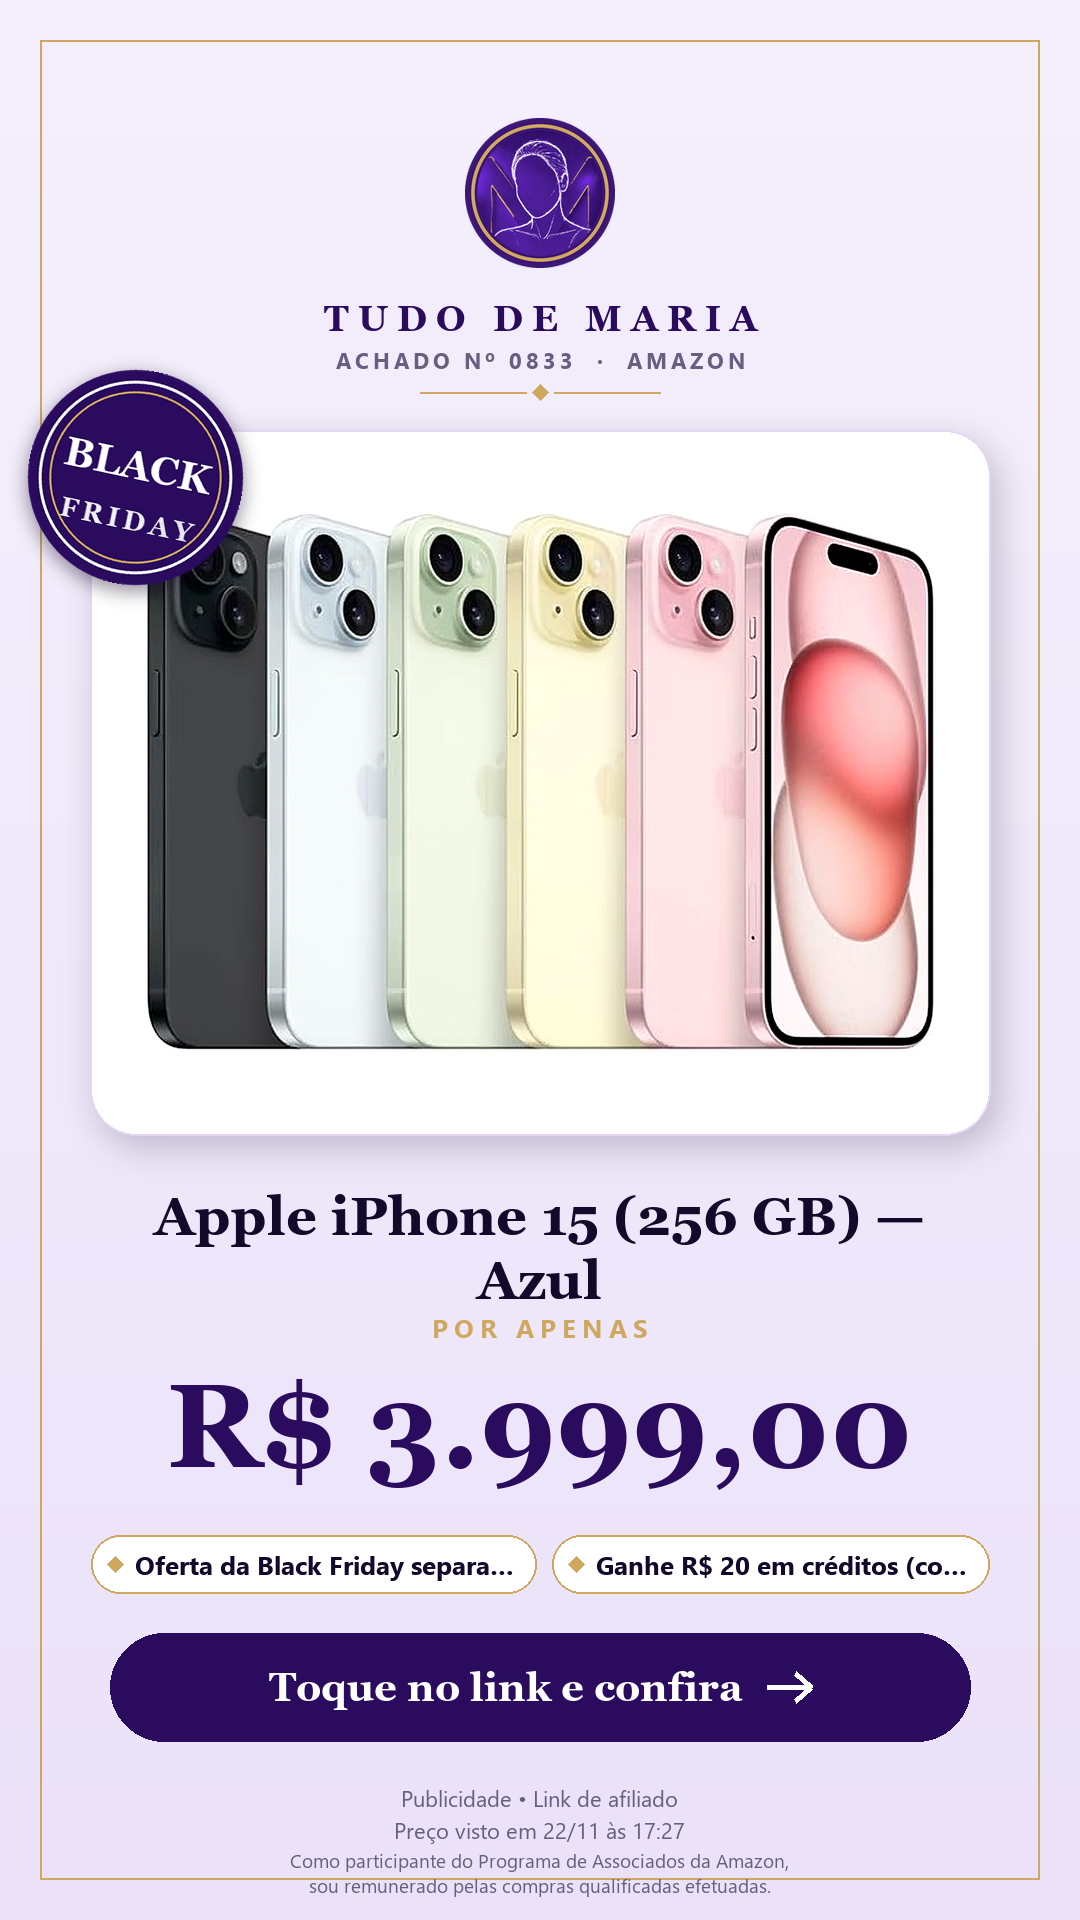 TUDO DE MARIA
ACHADO Nº 0833 · AMAZON
BLACK
FRIDAY
Apple iPhone 15 (256 GB) —
Azul
POR APENAS
R$ 3.999,00
Oferta da Black Friday separa...
Ganhe R$ 20 em créditos (co...
Toque no link e confira →
Publicidade • Link de afiliado
Preço visto em 22/11 às 17:27
Como participante do Programa de Associados da Amazon,
sou remunerado pelas compras qualificadas efetuadas.